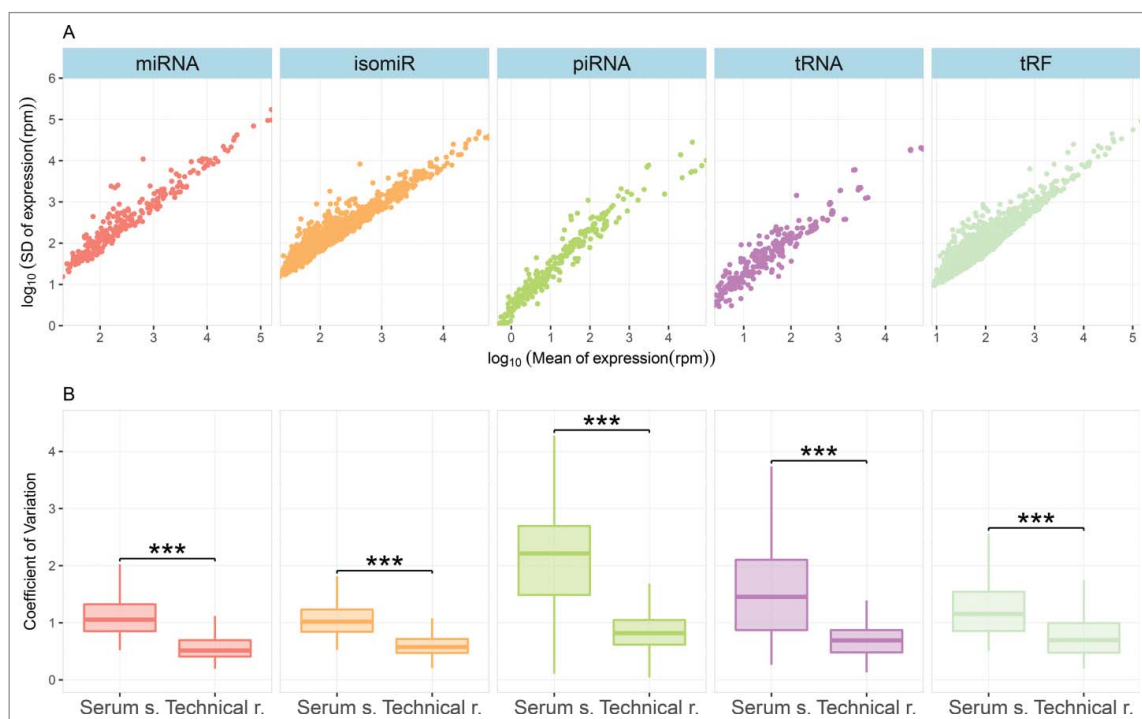 A
miRNA isomiR piRNA tRNA tRF
log₁₀ (SD of expression(rpm))
6
5
4
3
2
1
0
2 3 4 5 2 3 4 0 1 2 3 4 1 2 3 4 1 2 3 4 5
log₁₀ (Mean of expression(rpm))
B
Coefficient of Variation
4
3
2
1
0
*** *** *** *** ***
Serum s. Technical r. Serum s. Technical r. Serum s. Technical r. Serum s. Technical r. Serum s. Technical r.